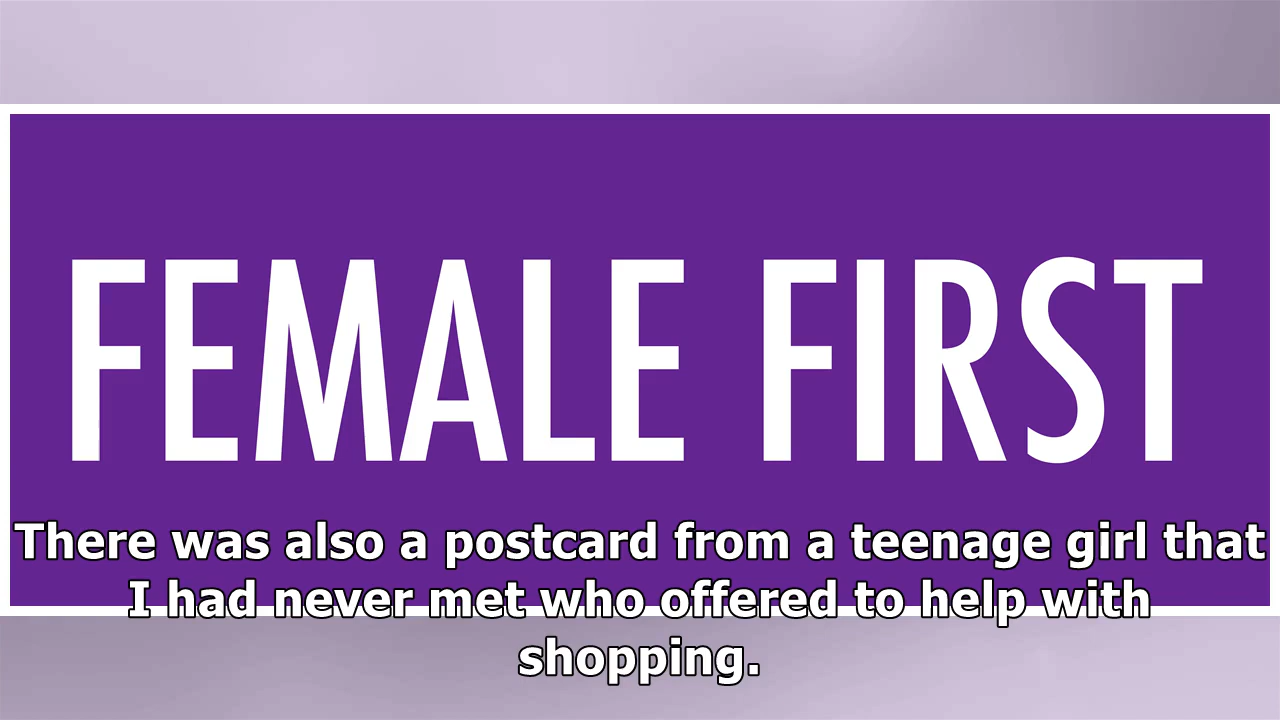 FEMALE FIRST
There was also a postcard from a teenage girl that
I had never met who offered to help with
shopping.